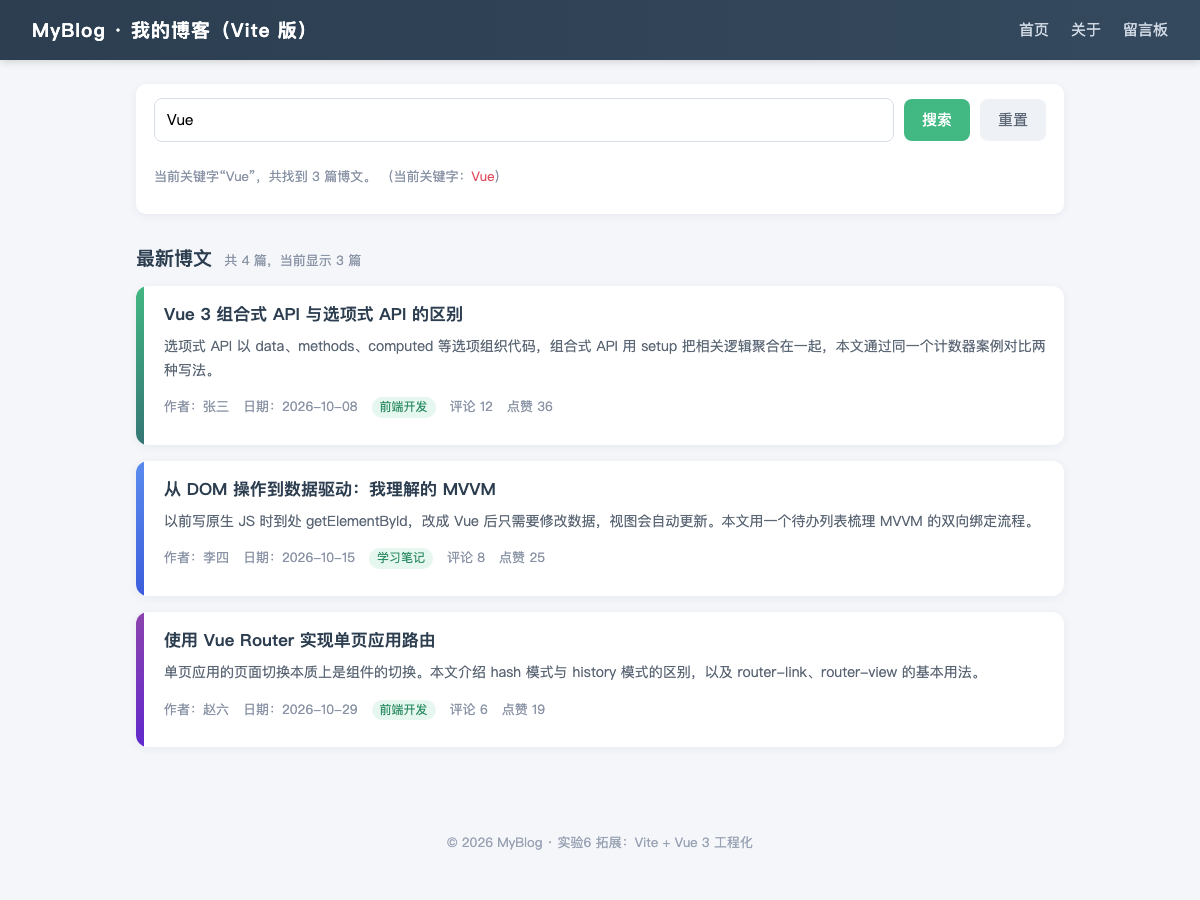 MyBlog · 我的博客（Vite 版）
首页 关于 留言板
Vue
搜索 重置
当前关键字“Vue”，共找到 3 篇博文。 （当前关键字：Vue）
最新博文 共 4 篇，当前显示 3 篇
Vue 3 组合式 API 与选项式 API 的区别
选项式 API 以 data、methods、computed 等选项组织代码，组合式 API 用 setup 把相关逻辑聚合在一起，本文通过同一个计数器案例对比两
种写法。
作者：张三 日期：2026-10-08 前端开发 评论 12 点赞 36
从 DOM 操作到数据驱动：我理解的 MVVM
以前写原生 JS 时到处 getElementById，改成 Vue 后只需要修改数据，视图会自动更新。本文用一个待办列表梳理 MVVM 的双向绑定流程。
作者：李四 日期：2026-10-15 学习笔记 评论 8 点赞 25
使用 Vue Router 实现单页应用路由
单页应用的页面切换本质上是组件的切换。本文介绍 hash 模式与 history 模式的区别，以及 router-link、router-view 的基本用法。
作者：赵六 日期：2026-10-29 前端开发 评论 6 点赞 19
© 2026 MyBlog · 实验6 拓展：Vite + Vue 3 工程化